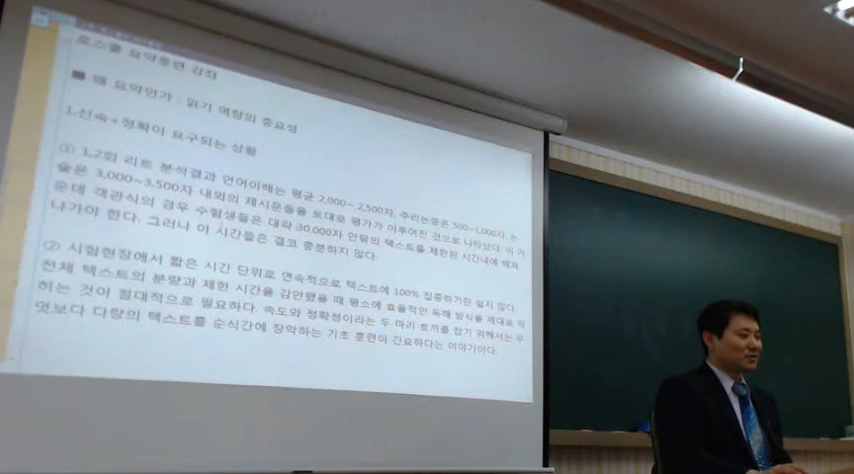 로스쿨 요약훈련 강좌
■ 왜 요약인가 : 읽기 역량의 중요성
1.신속+정확이 요구되는 상황
① 1,2회 리트 분석결과 언어이해는 평균 2,000~ 2,500자, 추리논증은 500~1,000자, 논
술은 3,000~3,500자 내외의 제시문들을 토대로 평가가 이루어진 것으로 나타났다. 이 가
운데 객관식의 경우 수험생들은 대략 30,000자 안팎의 텍스트를 제한된 시간내에 헤쳐
나가야 한다. 그러나 이 시간들은 결코 충분하지 않다.
② 시험현장에서 짧은 시간 단위로 연속적으로 텍스트에 100% 집중하기란 쉽지 않다.
전체 텍스트의 분량과 제한 시간을 감안했을 때 평소에 효율적인 독해 방식을 제대로 익
하는 것이 절대적으로 필요하다. 속도와 정확성이라는 두 마리 토끼를 잡기 위해서는 무
엇보다 다량의 텍스트를 순식간에 장악하는 기초 훈련이 긴요하다는 이야기이다.